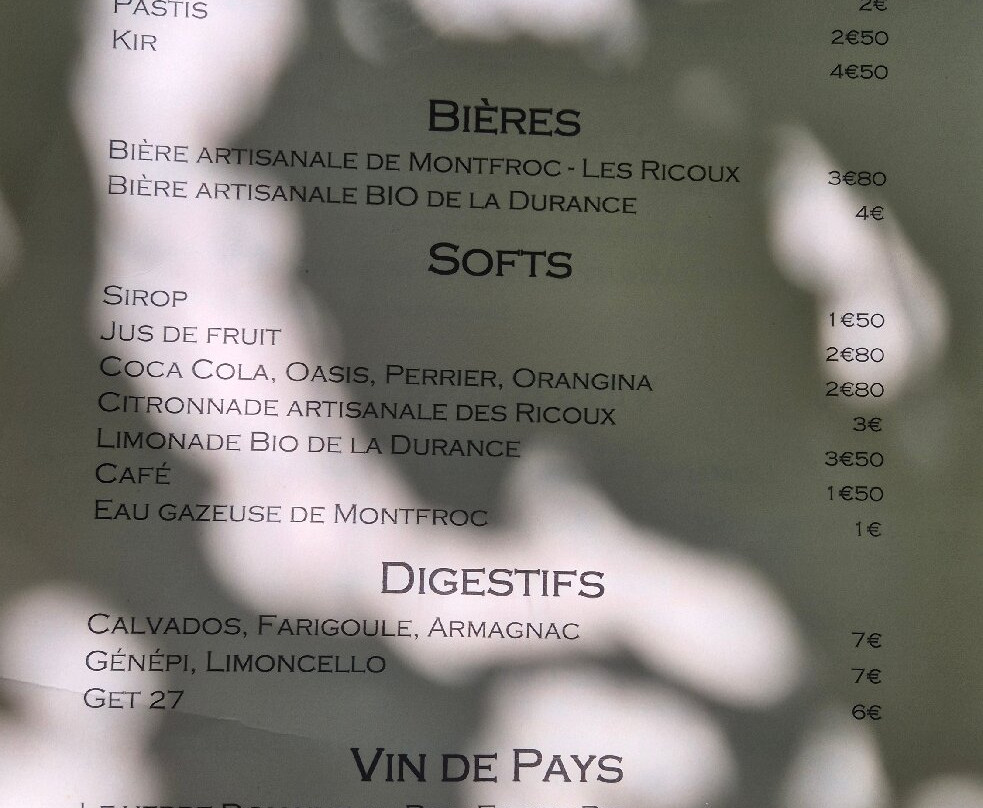 PASTIS 2€
KIR 2€50
4€50
BIÈRES
BIÈRE ARTISANALE DE MONTFROC - LES RICOUX 3€80
BIÈRE ARTISANALE BIO DE LA DURANCE 4€
SOFTS
SIROP 1€50
JUS DE FRUIT 2€80
COCA COLA, OASIS, PERRIER, ORANGINA 2€80
CITRONNADE ARTISANALE DES RICOUX 3€
LIMONADE BIO DE LA DURANCE 3€50
CAFÉ 1€50
EAU GAZEUSE DE MONTFROC 1€
DIGESTIFS
CALVADOS, FARIGOULE, ARMAGNAC 7€
GÉNÉPI, LIMONCELLO 7€
GET 27 6€
VIN DE PAYS